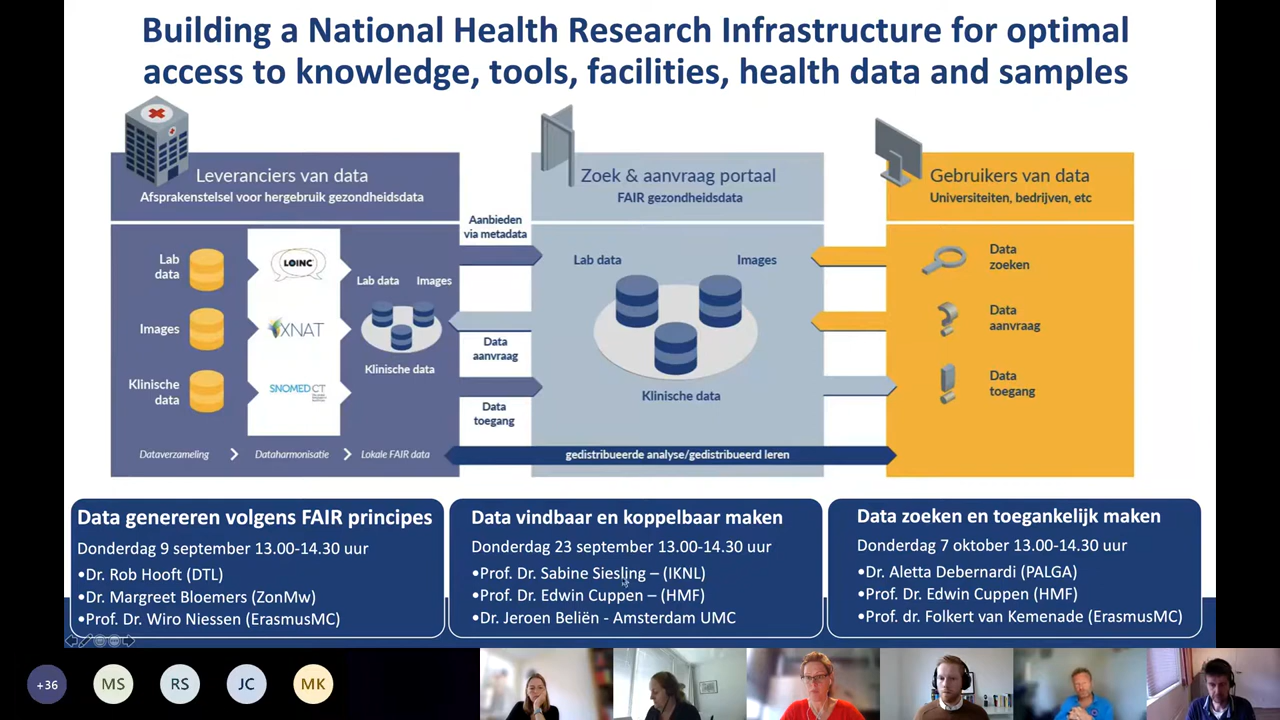 Building a National Health Research Infrastructure for optimal
access to knowledge, tools, facilities, health data and samples
Leveranciers van data
Afsprakenstelsel voor hergebruik gezondheidsdata
Zoek & aanvraag portaal
FAIR gezondheidsdata
Gebruikers van data
Universiteiten, bedrijven, etc
Lab
data
Images
Klinische
data
LOINC
XNAT
SNOMED CT
Lab data
Images
Klinische data
Dataverzameling
Dataharmonisatie
Lokale FAIR data
Aanbieden
via metadata
Data
aanvraag
Data
toegang
Lab data
Images
Klinische data
Data
zoeken
Data
aanvraag
Data
toegang
gedistribueerde analyse/gedistribueerd leren
Data genereren volgens FAIR principes
Donderdag 9 september 13.00-14.30 uur
•Dr. Rob Hooft (DTL)
•Dr. Margreet Bloemers (ZonMw)
•Prof. Dr. Wiro Niessen (ErasmusMC)
Data vindbaar en koppelbaar maken
Donderdag 23 september 13.00-14.30 uur
•Prof. Dr. Sabine Siesling – (IKNL)
•Prof. Dr. Edwin Cuppen – (HMF)
•Dr. Jeroen Beliën - Amsterdam UMC
Data zoeken en toegankelijk maken
Donderdag 7 oktober 13.00-14.30 uur
•Dr. Aletta Debernardi (PALGA)
•Prof. Dr. Edwin Cuppen (HMF)
•Prof. dr. Folkert van Kemenade (ErasmusMC)
+36
MS
RS
JC
MK